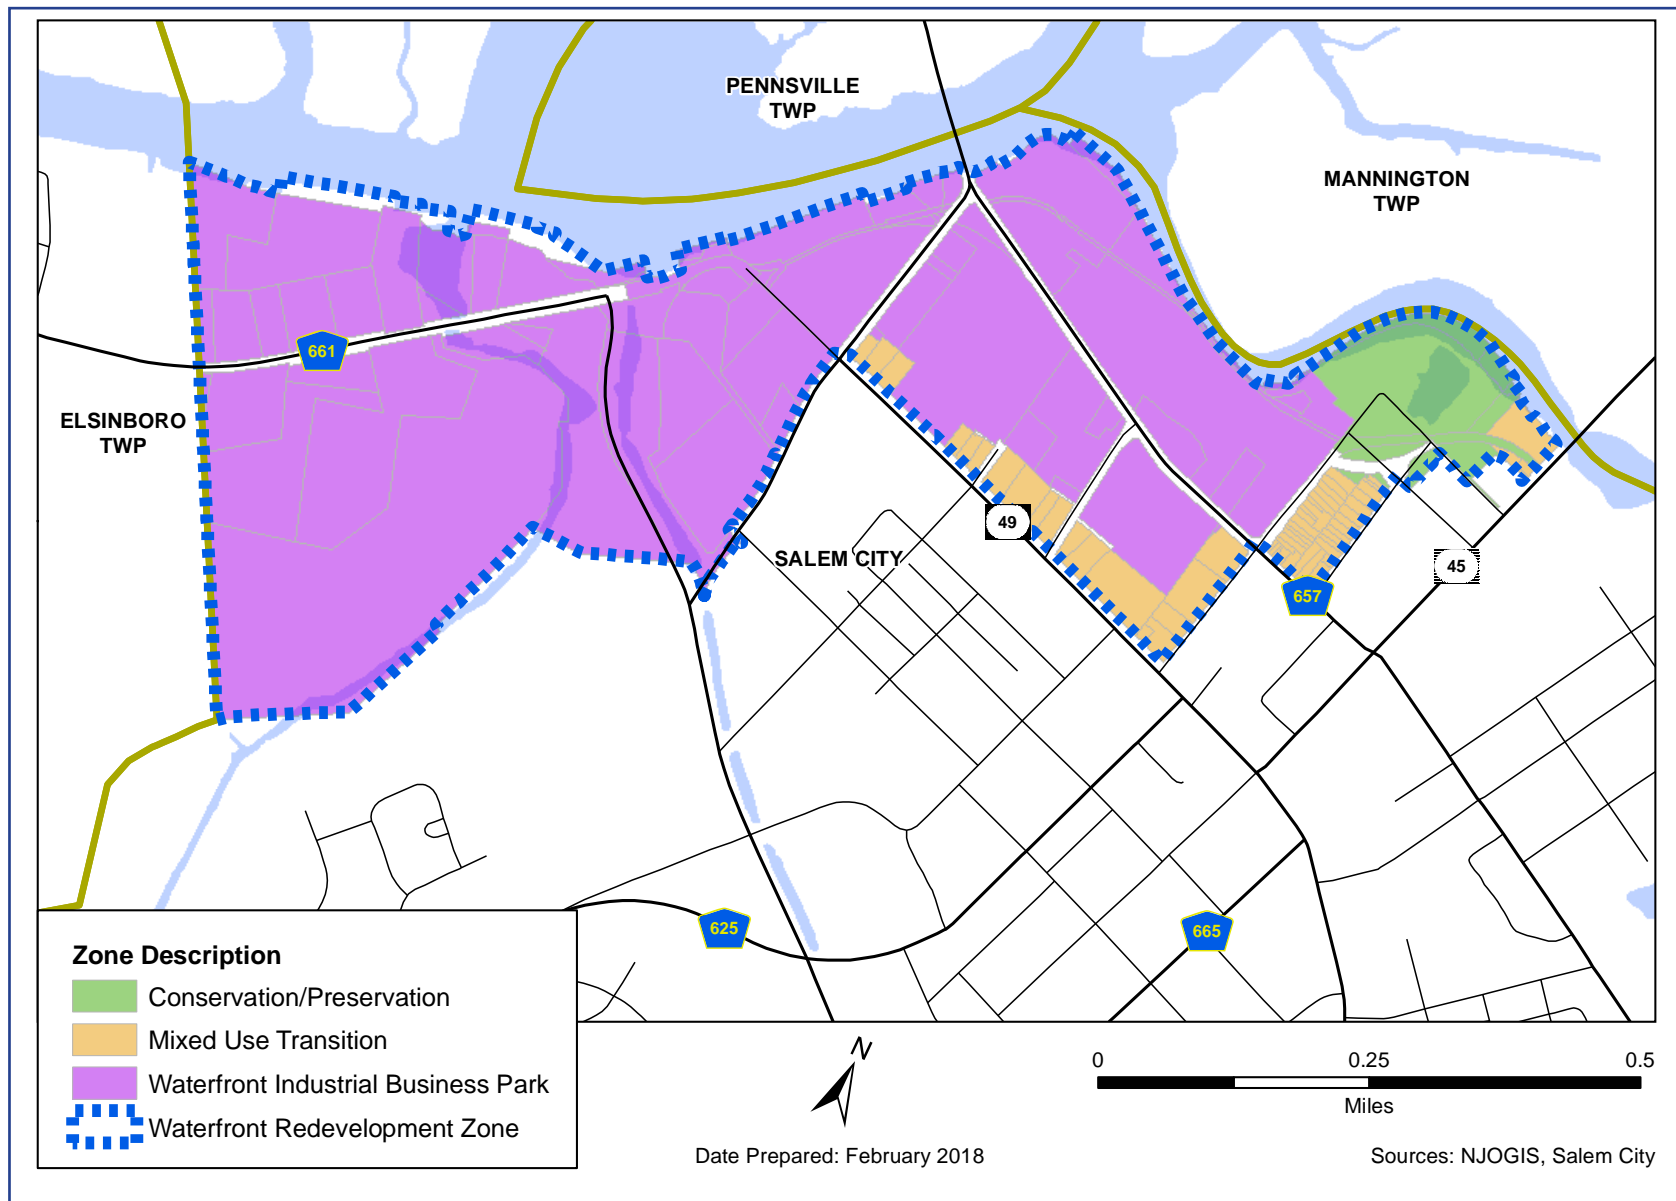 PENNSVILLE
TWP
MANNINGTON
TWP
661
ELSINBORO
TWP
49
SALEM CITY
45
657
625
665
Zone Description
Conservation/Preservation
Mixed Use Transition
Waterfront Industrial Business Park
Waterfront Redevelopment Zone
N
0 0.25 0.5
Miles
Date Prepared: February 2018
Sources: NJOGIS, Salem City